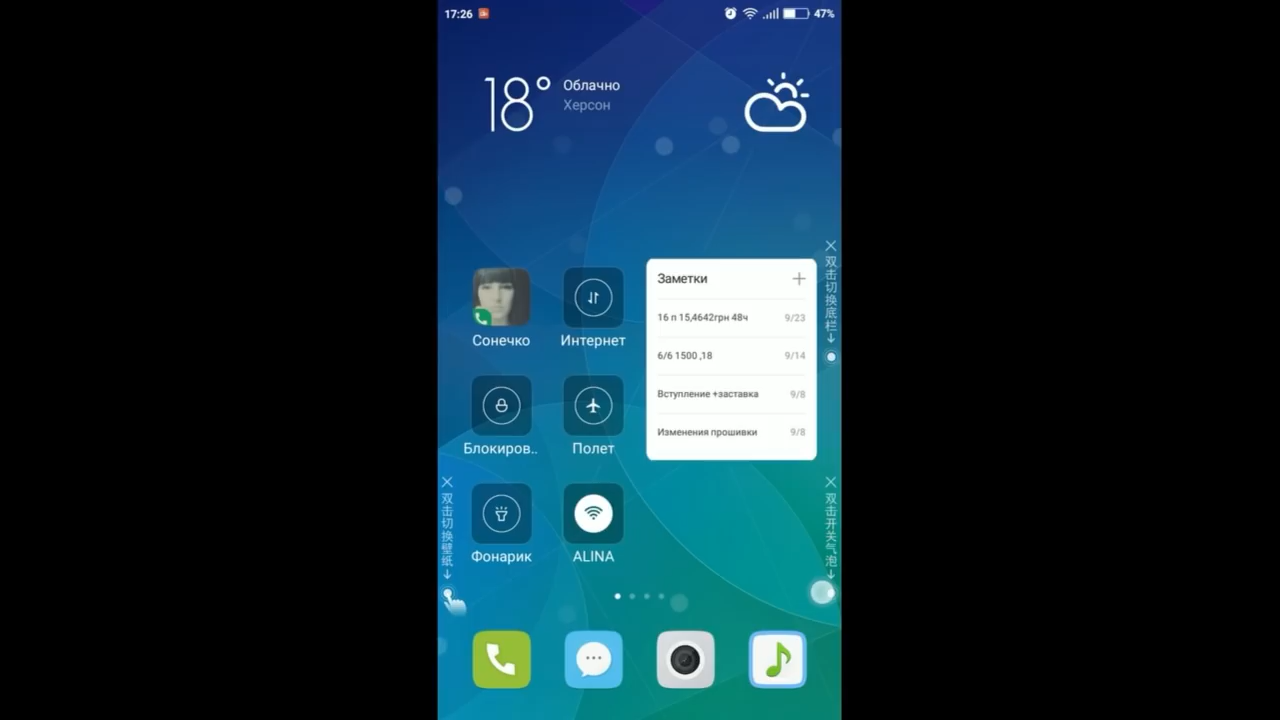 17:26
47%
18°
Облачно
Херсон
Заметки
16 п 15,4642грн 48ч 9/23
6/6 1500 ,18 9/14
Вступление +заставка 9/8
Изменения прошивки 9/8
Сонечко
Интернет
Блокиров..
Полет
Фонарик
ALINA
双击切换底栏
双击切换壁纸
双击开关气泡